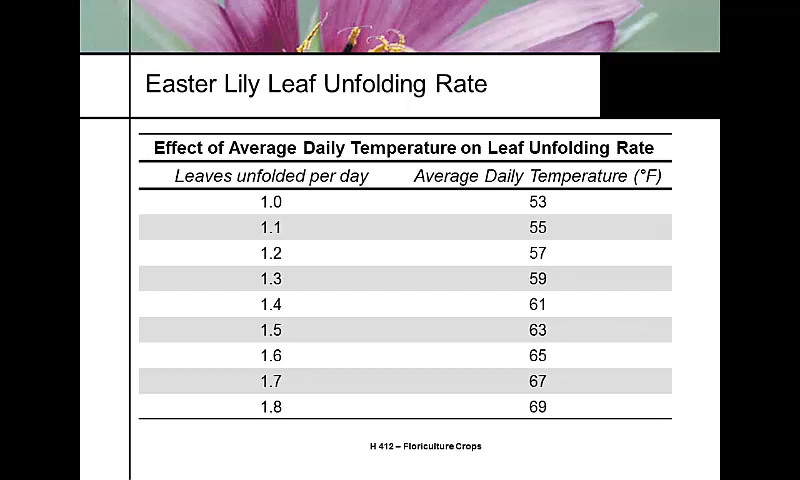 Easter Lily Leaf Unfolding Rate
Effect of Average Daily Temperature on Leaf Unfolding Rate
Leaves unfolded per day Average Daily Temperature (°F)
1.0 53
1.1 55
1.2 57
1.3 59
1.4 61
1.5 63
1.6 65
1.7 67
1.8 69
H 412 – Floriculture Crops